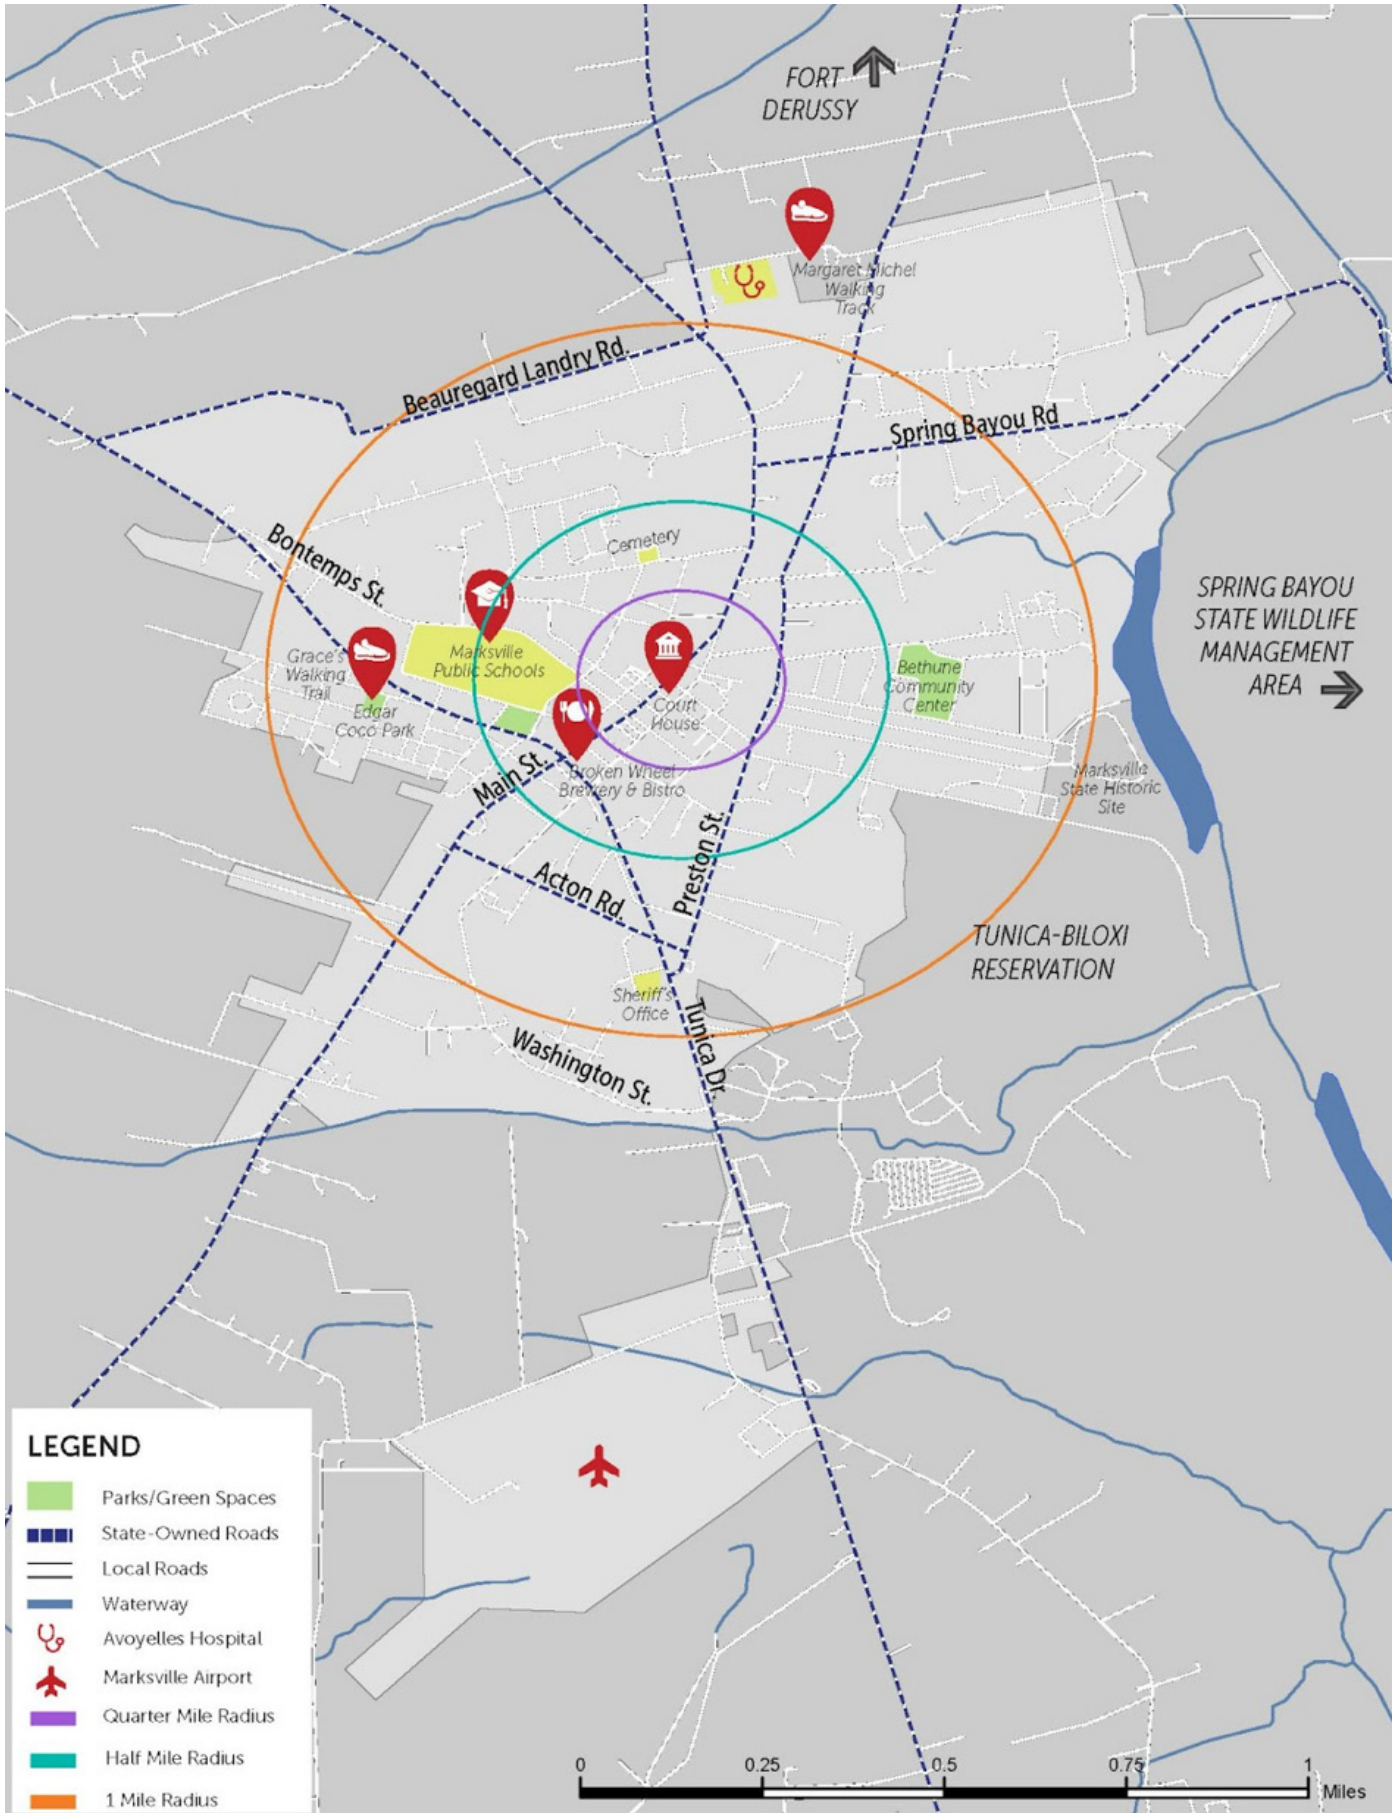 FORT
DERUSSY
Margaret Michel
Walking
Track
Beauregard Landry Rd.
Spring Bayou Rd
Cemetery
Bontemps St.
SPRING BAYOU
STATE WILDLIFE
MANAGEMENT
AREA
Marksville
Public Schools
Grace's
Walking
Trail
Edgar
Coco Park
Court
House
Bethune
Community
Center
Main St.
Broken Wheel
Brewery & Bistro
Marksville
State Historic
Site
Preston St.
Acton Rd.
TUNICA-BILOXI
RESERVATION
Sheriff's
Office
Tunica Dr.
Washington St.
LEGEND
Parks/Green Spaces
State-Owned Roads
Local Roads
Waterway
Avoyelles Hospital
Marksville Airport
Quarter Mile Radius
Half Mile Radius
1 Mile Radius
0 0.25 0.5 0.75 1
Miles